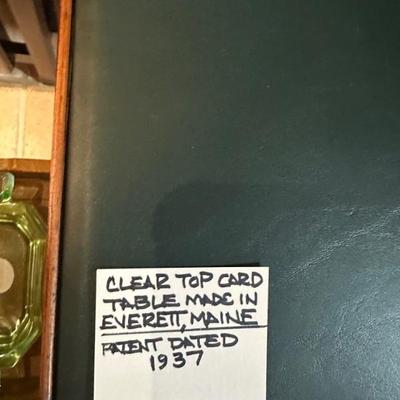 CLEAR TOP CARD
TABLE MADE IN
EVERETT, MAINE
PATENT DATED
1937